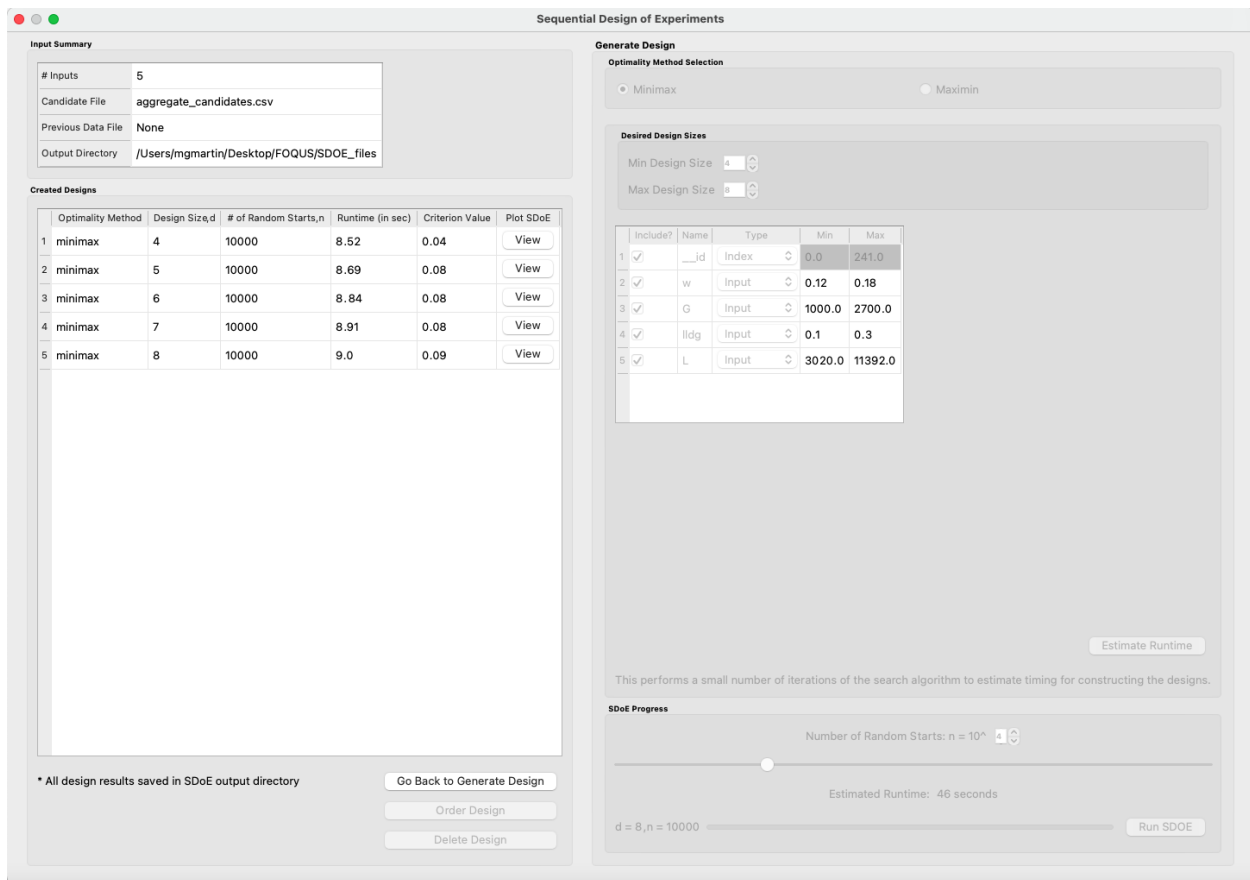 Sequential Design of Experiments
Input Summary
# Inputs 5
Candidate File aggregate_candidates.csv
Previous Data File None
Output Directory /Users/mgmartin/Desktop/FOQUS/SDOE_files
Created Designs
Optimality Method Design Size,d # of Random Starts,n Runtime (in sec) Criterion Value Plot SDoE
1 minimax 4 10000 8.52 0.04 View
2 minimax 5 10000 8.69 0.08 View
3 minimax 6 10000 8.84 0.08 View
4 minimax 7 10000 8.91 0.08 View
5 minimax 8 10000 9.0 0.09 View
* All design results saved in SDoE output directory
Go Back to Generate Design
Order Design
Delete Design
Generate Design
Optimality Method Selection
Minimax Maximin
Desired Design Sizes
Min Design Size 4
Max Design Size 8
Include? Name Type Min Max
1 __id Index 0.0 241.0
2 w Input 0.12 0.18
3 G Input 1000.0 2700.0
4 lldg Input 0.1 0.3
5 L Input 3020.0 11392.0
Estimate Runtime
This performs a small number of iterations of the search algorithm to estimate timing for constructing the designs.
SDoE Progress
Number of Random Starts: n = 10^ 4
Estimated Runtime: 46 seconds
d = 8,n = 10000 Run SDOE